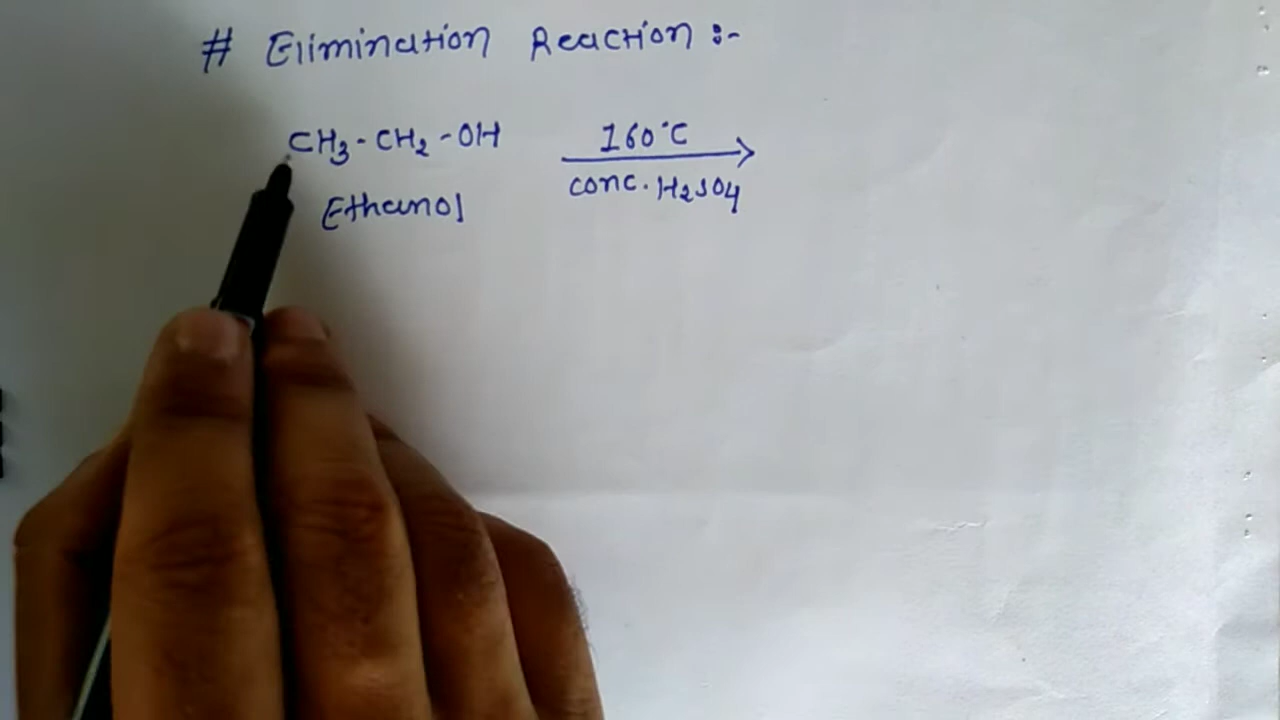 # Elimination Reaction :-
CH3 - CH2 - OH 160°C
conc. H2SO4
Ethanol